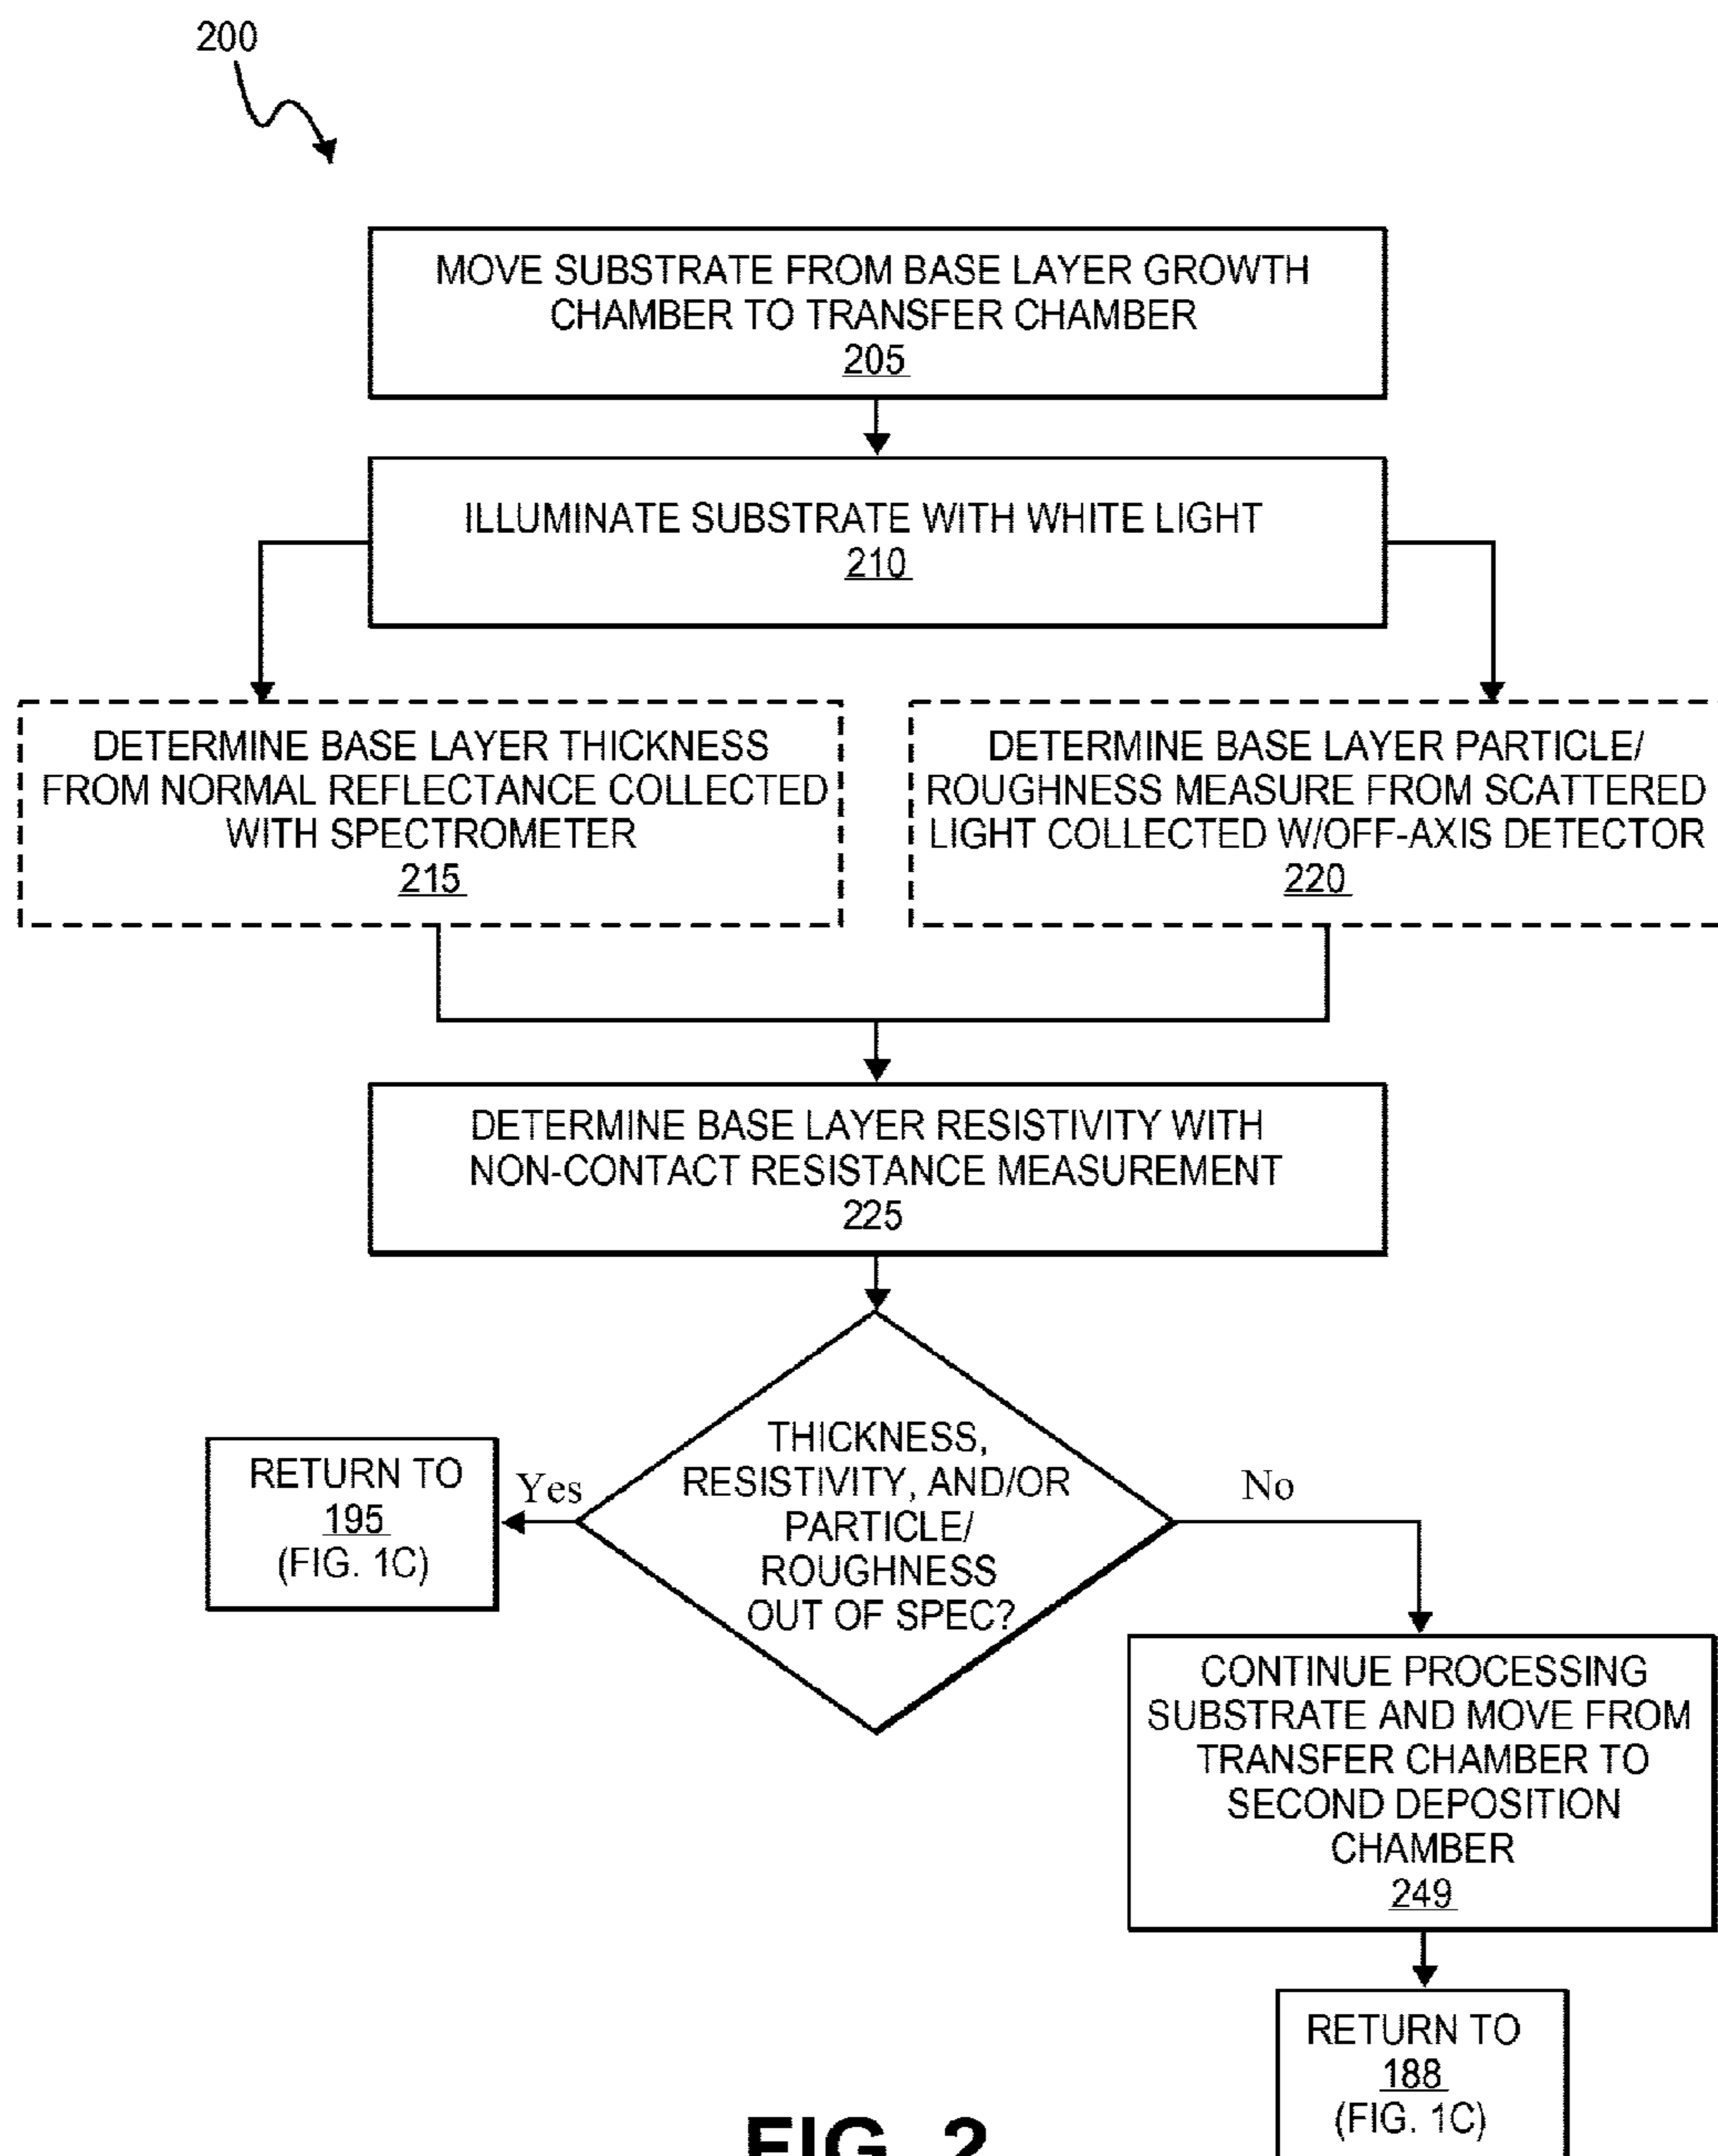 200
MOVE SUBSTRATE FROM BASE LAYER GROWTH
CHAMBER TO TRANSFER CHAMBER
205
ILLUMINATE SUBSTRATE WITH WHITE LIGHT
210
DETERMINE BASE LAYER THICKNESS
FROM NORMAL REFLECTANCE COLLECTED
WITH SPECTROMETER
215
DETERMINE BASE LAYER PARTICLE/
ROUGHNESS MEASURE FROM SCATTERED
LIGHT COLLECTED W/OFF-AXIS DETECTOR
220
DETERMINE BASE LAYER RESISTIVITY WITH
NON-CONTACT RESISTANCE MEASUREMENT
225
THICKNESS,
RESISTIVITY, AND/OR
PARTICLE/
ROUGHNESS
OUT OF SPEC?
Yes
RETURN TO
195
(FIG. 1C)
No
CONTINUE PROCESSING
SUBSTRATE AND MOVE FROM
TRANSFER CHAMBER TO
SECOND DEPOSITION
CHAMBER
249
RETURN TO
188
(FIG. 1C)
FIG. 2